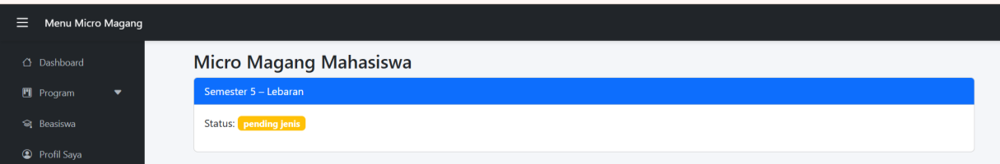 Menu Micro Magang
Dashboard
Program
Beasiswa
Profil Saya
Micro Magang Mahasiswa
Semester 5 – Lebaran
Status: pending jenis